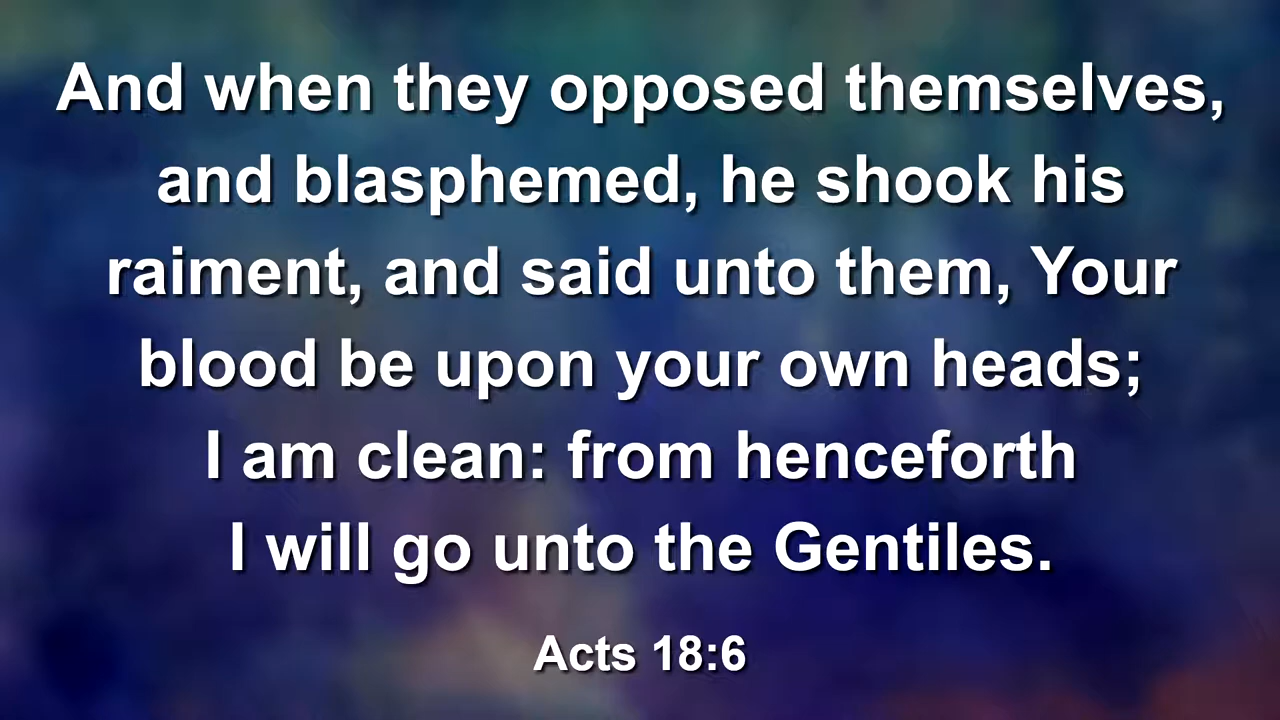 And when they opposed themselves,
and blasphemed, he shook his
raiment, and said unto them, Your
blood be upon your own heads;
I am clean: from henceforth
I will go unto the Gentiles.
Acts 18:6